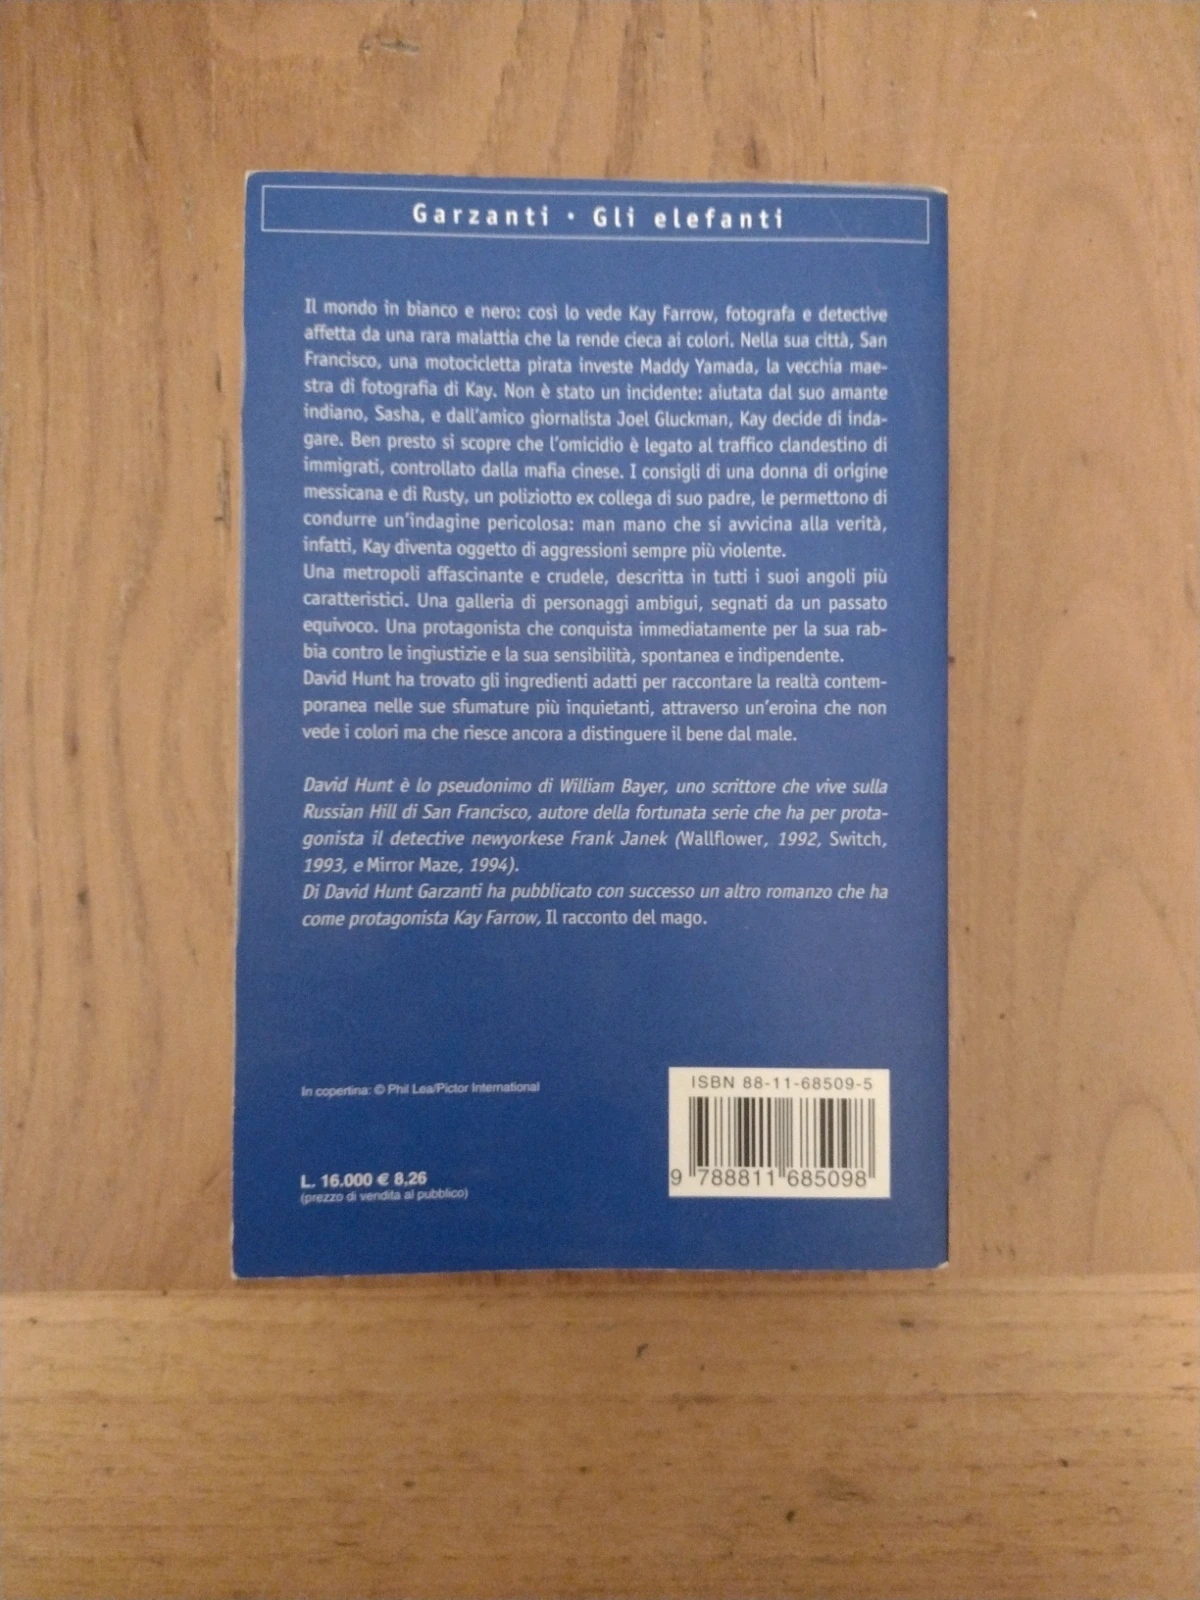 Garzanti • Gli elefanti
Il mondo in bianco e nero: così lo vede Kay Farrow, fotografa e detective
affetta da una rara malattia che la rende cieca ai colori. Nella sua città, San
Francisco, una motocicletta pirata investe Maddy Yamada, la vecchia mae-
stra di fotografia di Kay. Non è stato un incidente: aiutata dal suo amante
indiano, Sasha, e dall'amico giornalista Joel Gluckman, Kay decide di inda-
gare. Ben presto si scopre che l'omicidio è legato al traffico clandestino di
immigrati, controllato dalla mafia cinese. I consigli di una donna di origine
messicana e di Rusty, un poliziotto ex collega di suo padre, le permettono di
condurre un'indagine pericolosa: man mano che si avvicina alla verità,
infatti, Kay diventa oggetto di aggressioni sempre più violente.
Una metropoli affascinante e crudele, descritta in tutti i suoi angoli più
caratteristici. Una galleria di personaggi ambigui, segnati da un passato
equivoco. Una protagonista che conquista immediatamente per la sua rab-
bia contro le ingiustizie e la sua sensibilità, spontanea e indipendente.
David Hunt ha trovato gli ingredienti adatti per raccontare la realtà contem-
poranea nelle sue sfumature più inquietanti, attraverso un'eroina che non
vede i colori ma che riesce ancora a distinguere il bene dal male.
David Hunt è lo pseudonimo di William Bayer, uno scrittore che vive sulla
Russian Hill di San Francisco, autore della fortunata serie che ha per prota-
gonista il detective newyorkese Frank Janek (Wallflower, 1992, Switch,
1993, e Mirror Maze, 1994).
Di David Hunt Garzanti ha pubblicato con successo un altro romanzo che ha
come protagonista Kay Farrow, Il racconto del mago.
In copertina: © Phil Lea/Pictor International
ISBN 88-11-68509-5
9 788811 685098
L. 16.000 € 8,26
(prezzo di vendita al pubblico)